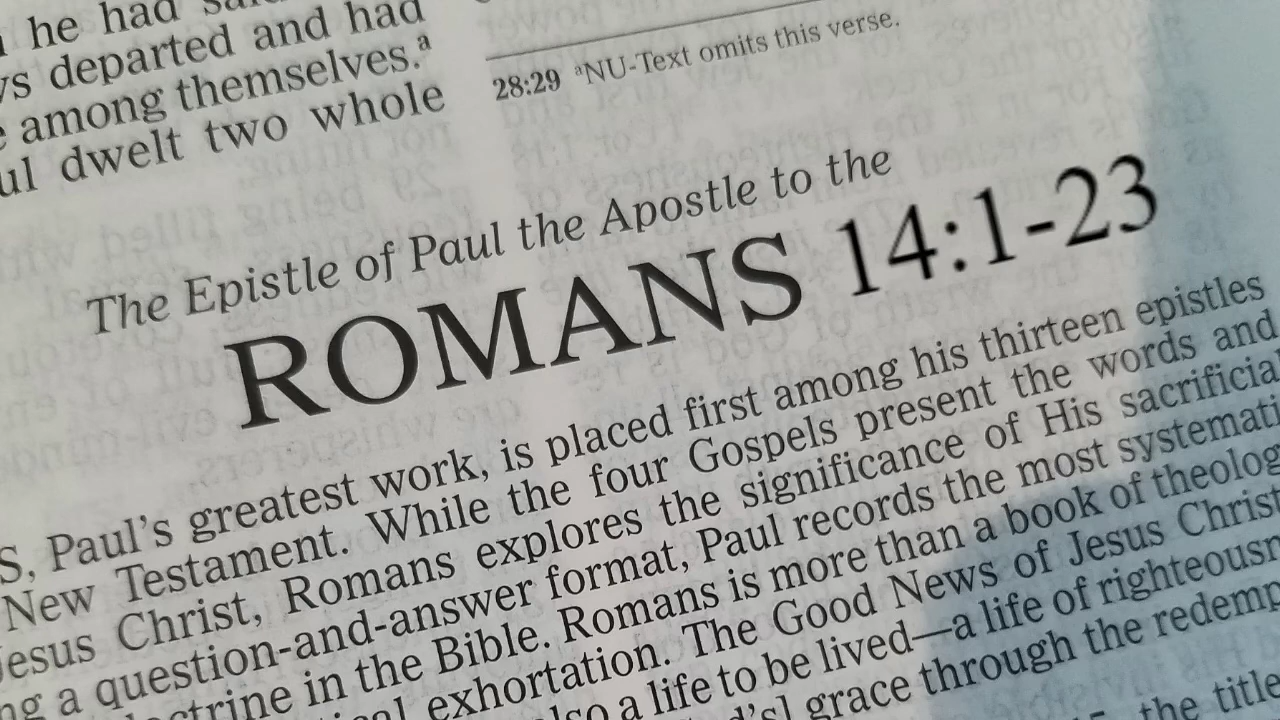 he had
departed and had
among themselves.ᵃ
dwelt two whole
28:29 ᵃNU-Text omits this verse.
The Epistle of Paul the Apostle to the
ROMANS 14:1-23
S, Paul's greatest work, is placed first among his thirteen epistles
New Testament. While the four Gospels present the words and
Jesus Christ, Romans explores the significance of His sacrificia
ng a question-and-answer format, Paul records the most systemati
ctrine in the Bible. Romans is more than a book of theolog
exhortation. The Good News of Jesus Christ
a life to be lived—a life of righteousn
grace through the redemp
the title